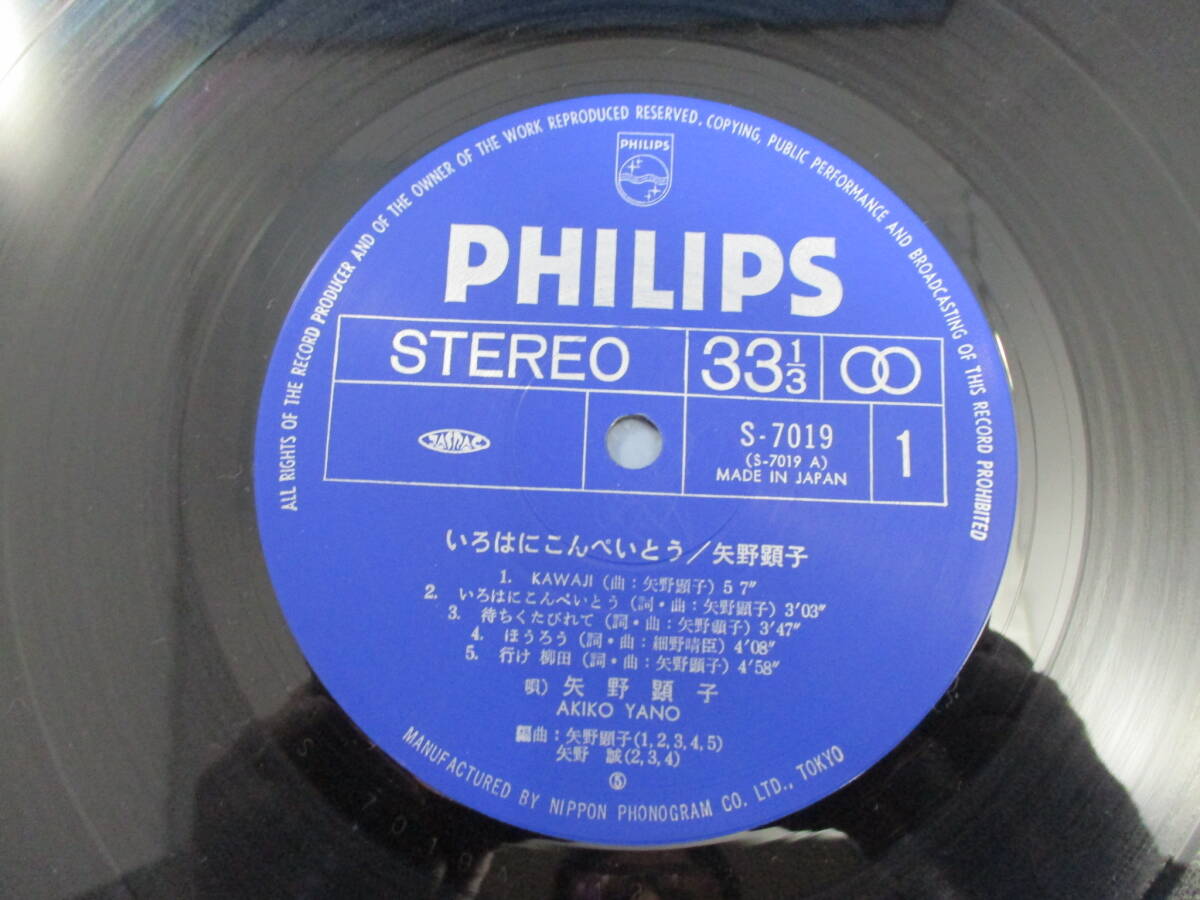 ALL RIGHTS OF THE RECORD PRODUCER AND OF THE OWNER OF THE WORK REPRODUCED RESERVED. COPYING, PUBLIC PERFORMANCE AND BROADCASTING OF THIS RECORD PROHIBITED
PHILIPS
PHILIPS
STEREO
33 1/3
JASRAC
S-7019
(S-7019 A)
MADE IN JAPAN
1
いろはにこんぺいとう/矢野顕子
1. KAWAJI (曲:矢野顕子) 5 7"
2. いろはにこんぺいとう (詞・曲:矢野顕子) 3'03"
3. 待ちくたびれて (詞・曲:矢野顕子) 3'47"
4. ほうろう (詞・曲:細野晴臣) 4'08"
5. 行け 柳田 (詞・曲:矢野顕子) 4'58"
唄) 矢野顕子
AKIKO YANO
編曲:矢野顕子(1,2,3,4,5)
矢野 誠(2,3,4)
⑤
MANUFACTURED BY NIPPON PHONOGRAM CO. LTD., TOKYO